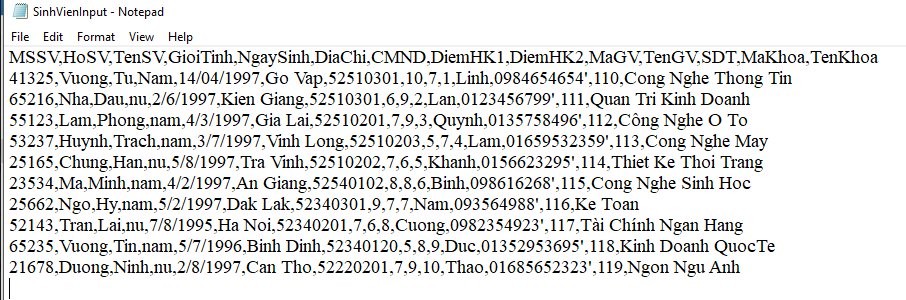 SinhVienInput - Notepad
File Edit Format View Help
MSSV,HoSV,TenSV,GioiTinh,NgaySinh,DiaChi,CMND,DiemHK1,DiemHK2,MaGV,TenGV,SDT,MaKhoa,TenKhoa
41325,Vuong,Tu,Nam,14/04/1997,Go Vap,52510301,10,7,1,Linh,0984654654',110,Cong Nghe Thong Tin
65216,Nha,Dau,nu,2/6/1997,Kien Giang,52510301,6,9,2,Lan,0123456799',111,Quan Tri Kinh Doanh
55123,Lam,Phong,nam,4/3/1997,Gia Lai,52510201,7,9,3,Quynh,0135758496',112,Công Nghe O To
53237,Huynh,Trach,nam,3/7/1997,Vinh Long,52510203,5,7,4,Lam,01659532359',113,Cong Nghe May
25165,Chung,Han,nu,5/8/1997,Tra Vinh,52510202,7,6,5,Khanh,0156623295',114,Thiet Ke Thoi Trang
23534,Ma,Minh,nam,4/2/1997,An Giang,52540102,8,8,6,Binh,098616268',115,Cong Nghe Sinh Hoc
25662,Ngo,Hy,nam,5/2/1997,Dak Lak,52340301,9,7,7,Nam,093564988',116,Ke Toan
52143,Tran,Lai,nu,7/8/1995,Ha Noi,52340201,7,6,8,Cuong,0982354923',117,Tài Chính Ngan Hang
65235,Vuong,Tin,nam,5/7/1996,Binh Dinh,52340120,5,8,9,Duc,01352953695',118,Kinh Doanh QuocTe
21678,Duong,Ninh,nu,2/8/1997,Can Tho,52220201,7,9,10,Thao,01685652323',119,Ngon Ngu Anh